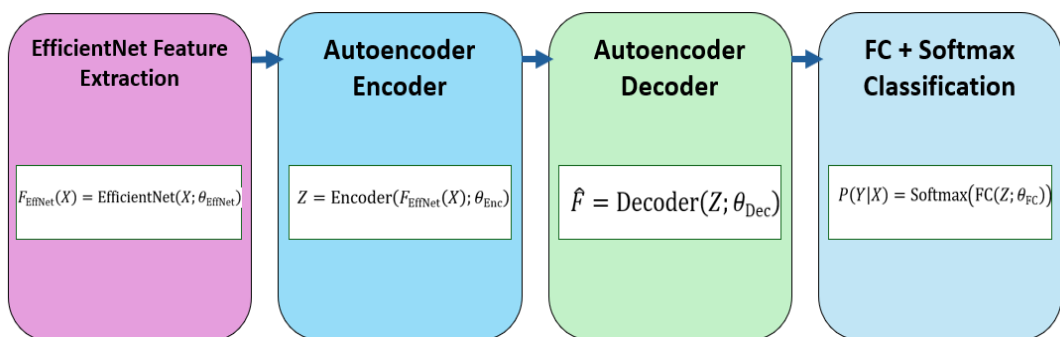 EfficientNet Feature
Extraction
F_EffNet(X) = EfficientNet(X; θ_EffNet)
Autoencoder
Encoder
Z = Encoder(F_EffNet(X); θ_Enc)
Autoencoder
Decoder
F̂ = Decoder(Z; θ_Dec)
FC + Softmax
Classification
P(Y|X) = Softmax(FC(Z; θ_FC))